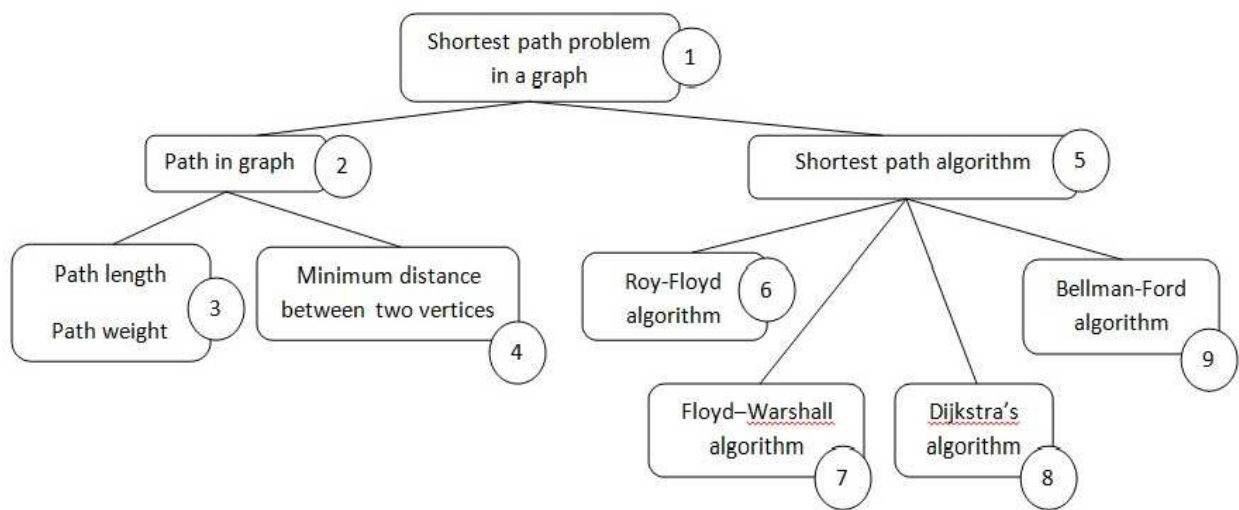 Shortest path problem
in a graph
1
Path in graph
2
Shortest path algorithm
5
Path length
Path weight
3
Minimum distance
between two vertices
4
Roy-Floyd
algorithm
6
Bellman-Ford
algorithm
9
Floyd–Warshall
algorithm
7
Dijkstra's
algorithm
8